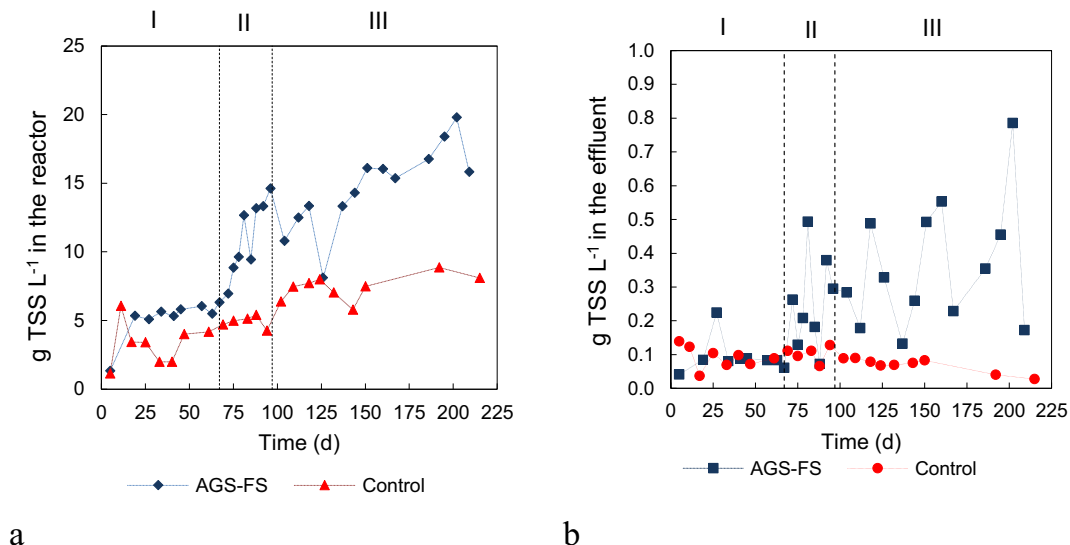 I II III
25
20
15
10
5
0
g TSS L⁻¹ in the reactor
0 25 50 75 100 125 150 175 200 225
Time (d)
AGS-FS Control
a
I II III
1.0
0.9
0.8
0.7
0.6
0.5
0.4
0.3
0.2
0.1
0.0
g TSS L⁻¹ in the effluent
0 25 50 75 100 125 150 175 200 225
Time (d)
AGS-FS Control
b